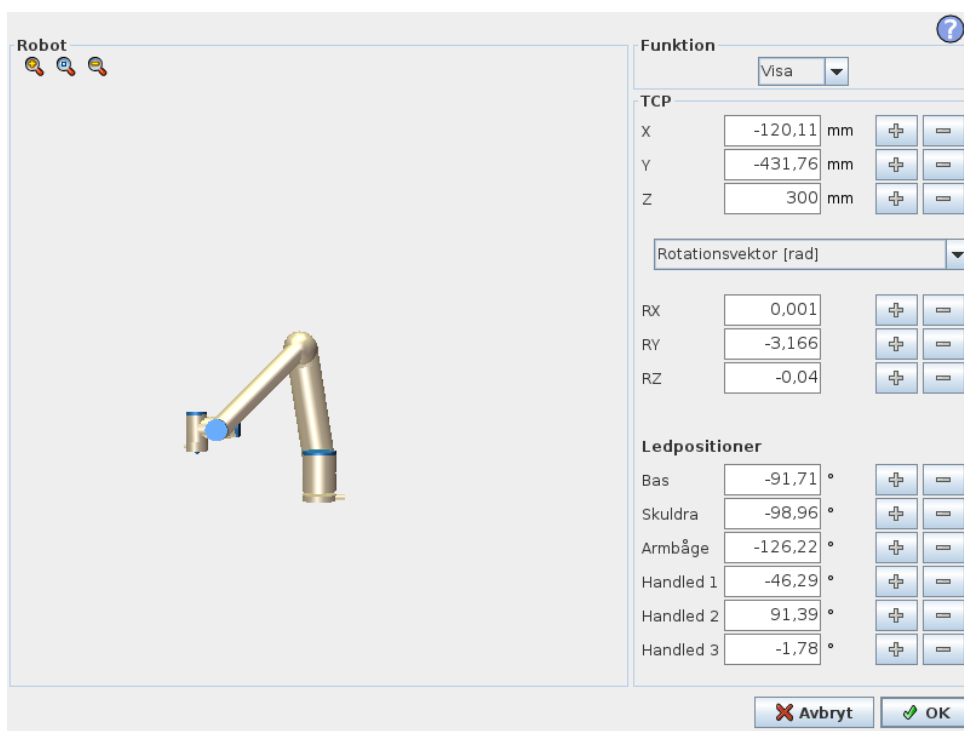 ?
Robot
Funktion
Visa
TCP
X -120,11 mm
Y -431,76 mm
Z 300 mm
Rotationsvektor [rad]
RX 0,001
RY -3,166
RZ -0,04
Ledpositioner
Bas -91,71 °
Skuldra -98,96 °
Armbåge -126,22 °
Handled 1 -46,29 °
Handled 2 91,39 °
Handled 3 -1,78 °
Avbryt OK